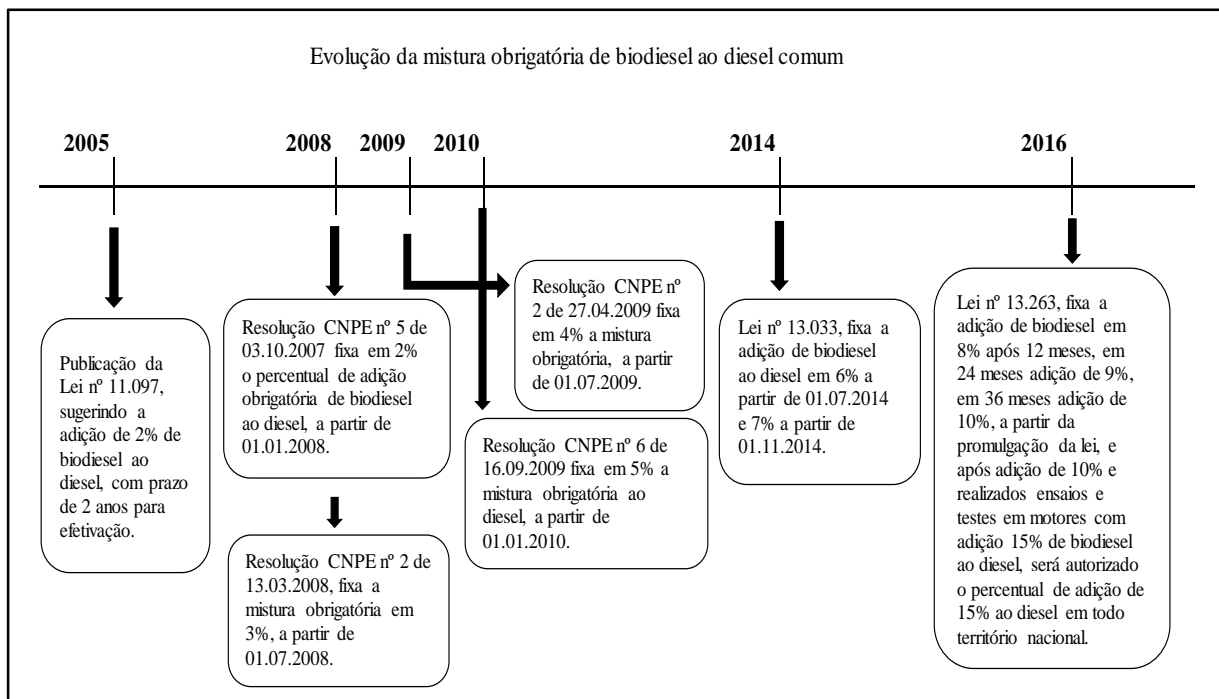 Evolução da mistura obrigatória de biodiesel ao diesel comum
2005
2008
2009
2010
2014
2016
Publicação da
Lei nº 11.097,
sugerindo a
adição de 2% de
biodiesel ao
diesel, com prazo
de 2 anos para
efetivação.
Resolução CNPE nº 5 de
03.10.2007 fixa em 2%
o percentual de adição
obrigatória de biodiesel
ao diesel, a partir de
01.01.2008.
Resolução CNPE nº 2 de
13.03.2008, fixa a
mistura obrigatória em
3%, a partir de
01.07.2008.
Resolução CNPE nº
2 de 27.04.2009 fixa
em 4% a mistura
obrigatória, a partir
de 01.07.2009.
Resolução CNPE nº 6 de
16.09.2009 fixa em 5% a
mistura obrigatória ao
diesel, a partir de
01.01.2010.
Lei nº 13.033, fixa a
adição de biodiesel
ao diesel em 6% a
partir de 01.07.2014
e 7% a partir de
01.11.2014.
Lei nº 13.263, fixa a
adição de biodiesel em
8% após 12 meses, em
24 meses adição de 9%,
em 36 meses adição de
10%, a partir da
promulgação da lei, e
após adição de 10% e
realizados ensaios e
testes em motores com
adição 15% de biodiesel
ao diesel, será autorizado
o percentual de adição de
15% ao diesel em todo
território nacional.